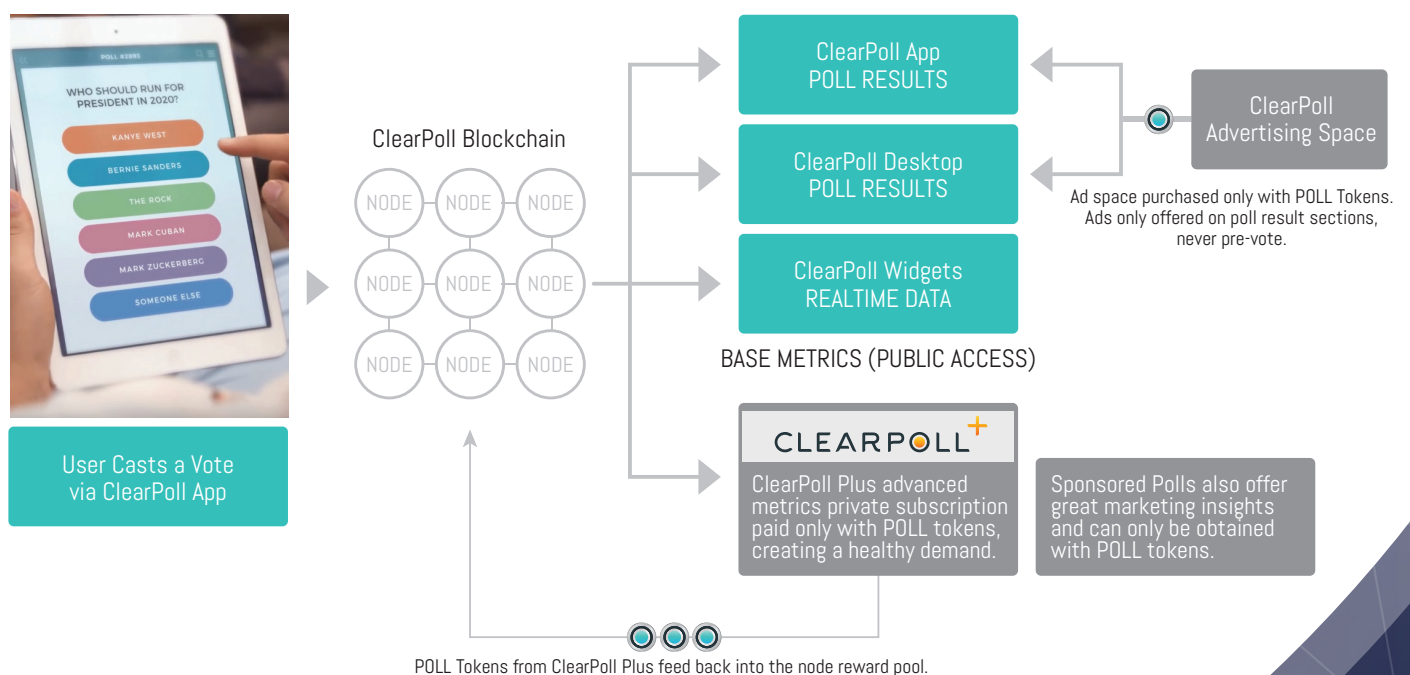 POLL #2985
WHO SHOULD RUN FOR
PRESIDENT IN 2020?
KANYE WEST
BERNIE SANDERS
THE ROCK
MARK CUBAN
MARK ZUCKERBERG
SOMEONE ELSE
User Casts a Vote
via ClearPoll App
ClearPoll Blockchain
NODE NODE NODE
NODE NODE NODE
NODE NODE NODE
ClearPoll App
POLL RESULTS
ClearPoll Desktop
POLL RESULTS
ClearPoll Widgets
REALTIME DATA
BASE METRICS (PUBLIC ACCESS)
ClearPoll
Advertising Space
Ad space purchased only with POLL Tokens.
Ads only offered on poll result sections,
never pre-vote.
CLEARPOLL+
ClearPoll Plus advanced
metrics private subscription
paid only with POLL tokens,
creating a healthy demand.
Sponsored Polls also offer
great marketing insights
and can only be obtained
with POLL tokens.
POLL Tokens from ClearPoll Plus feed back into the node reward pool.